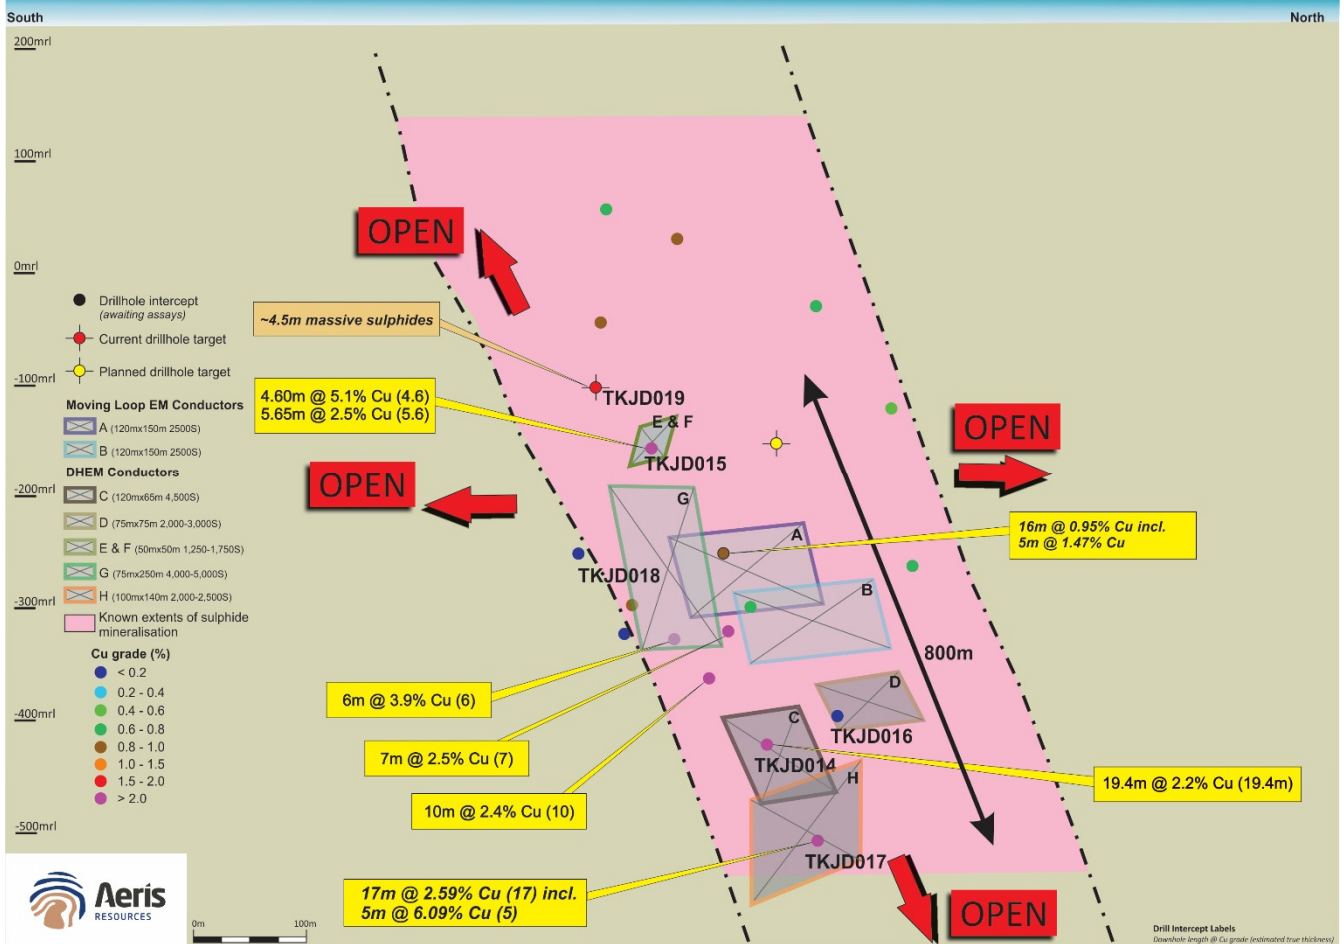 South
North
200mrl
100mrl
0mrl
-100mrl
-200mrl
-300mrl
-400mrl
-500mrl
OPEN
OPEN
OPEN
OPEN
Drillhole intercept
(awaiting assays)
Current drillhole target
Planned drillhole target
Moving Loop EM Conductors
A (120mx150m 2500S)
B (120mx150m 2500S)
DHEM Conductors
C (120mx65m 4,500S)
D (75mx75m 2,000-3,000S)
E & F (50mx50m 1,250-1,750S)
G (75mx250m 4,000-5,000S)
H (100mx140m 2,000-2,500S)
Known extents of sulphide
mineralisation
Cu grade (%)
< 0.2
0.2 - 0.4
0.4 - 0.6
0.6 - 0.8
0.8 - 1.0
1.0 - 1.5
1.5 - 2.0
> 2.0
~4.5m massive sulphides
TKJD019
4.60m @ 5.1% Cu (4.6)
5.65m @ 2.5% Cu (5.6)
E & F
TKJD015
G
A
16m @ 0.95% Cu incl.
5m @ 1.47% Cu
TKJD018
B
800m
6m @ 3.9% Cu (6)
D
TKJD016
7m @ 2.5% Cu (7)
C
TKJD014
H
10m @ 2.4% Cu (10)
19.4m @ 2.2% Cu (19.4m)
TKJD017
17m @ 2.59% Cu (17) incl.
5m @ 6.09% Cu (5)
Aeris
RESOURCES
0m
100m
Drill Intercept Labels
Downhole length @ Cu grade (estimated true thickness)